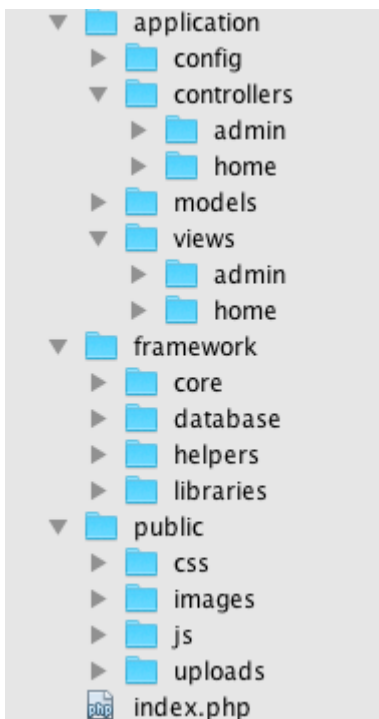 application
config
controllers
admin
home
models
views
admin
home
framework
core
database
helpers
libraries
public
css
images
js
uploads
php
index.php